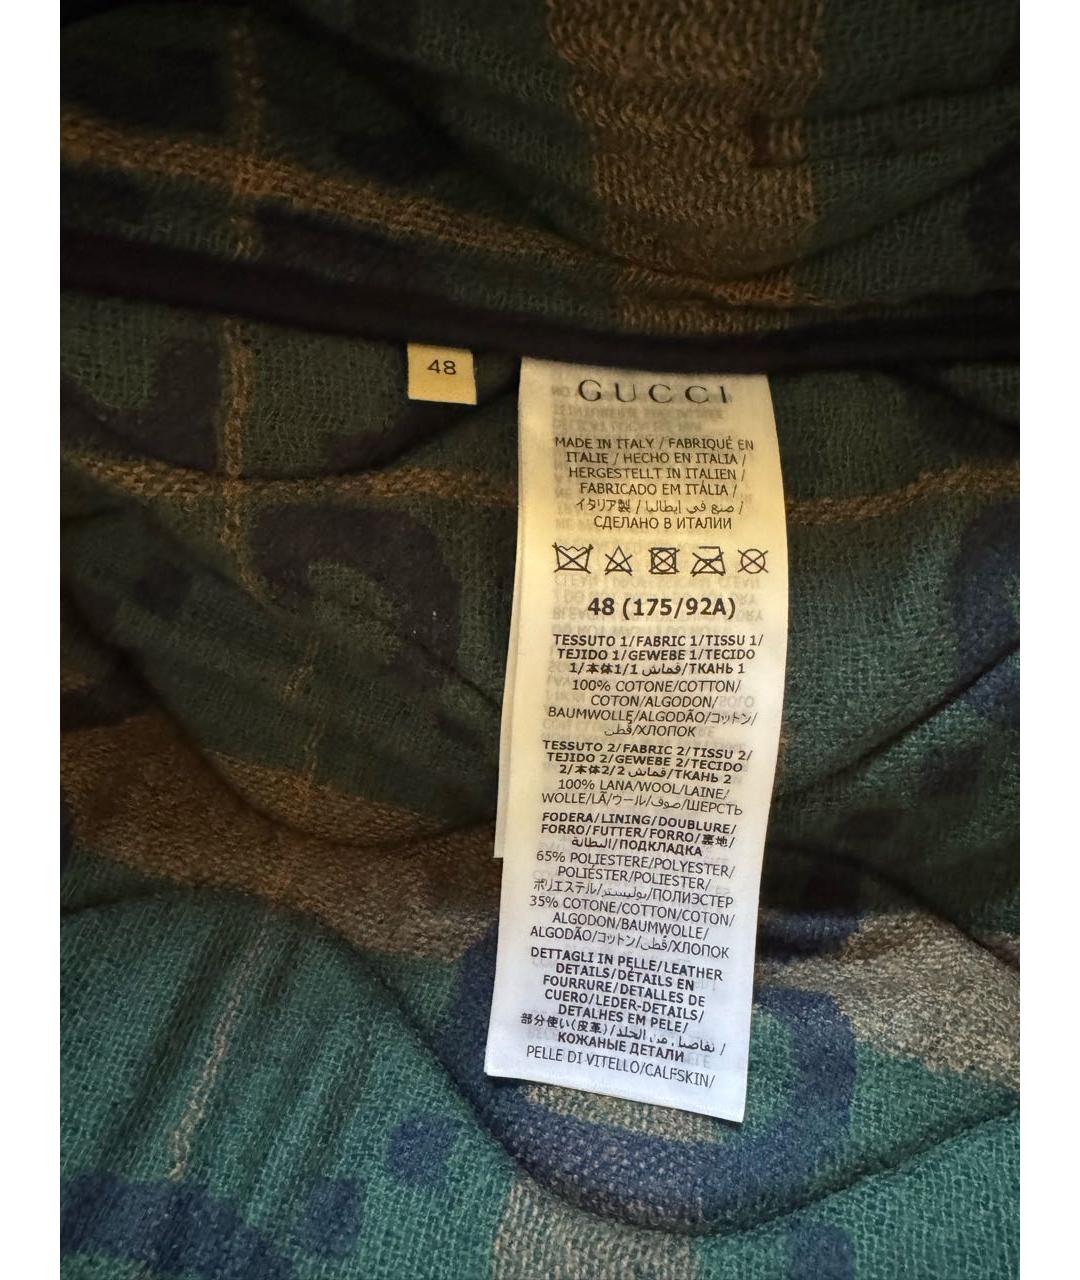 48
GUCCI
MADE IN ITALY / FABRIQUÉ EN
ITALIE / HECHO EN ITALIA /
HERGESTELLT IN ITALIEN /
FABRICADO EM ITÁLIA /
イタリア製 / صنع في إيطاليا /
СДЕЛАНО В ИТАЛИИ
48 (175/92A)
TESSUTO 1/FABRIC 1/TISSU 1/
TEJIDO 1/GEWEBE 1/TECIDO
1/本体1/1 قماش/ТКАНЬ 1
100% COTONE/COTTON/
COTON/ALGODON/
BAUMWOLLE/ALGODÃO/コットン/
قطن/ХЛОПОК
TESSUTO 2/FABRIC 2/TISSU 2/
TEJIDO 2/GEWEBE 2/TECIDO
2/本体2/2 قماش/ТКАНЬ 2
100% LANA/WOOL/LAINE/
WOLLE/LÃ/ウール/صوف/ШЕРСТЬ
FODERA/LINING/DOUBLURE/
FORRO/FUTTER/FORRO/裏地/
البطانة/ПОДКЛАДКА
65% POLIESTERE/POLYESTER/
POLIÉSTER/POLIESTER/
ポリエステル/بوليستر/ПОЛИЭСТЕР
35% COTONE/COTTON/COTON/
ALGODON/BAUMWOLLE/
ALGODÃO/コットン/قطن/ХЛОПОК
DETTAGLI IN PELLE/LEATHER
DETAILS/DÉTAILS EN
FOURRURE/DETALLES DE
CUERO/LEDER-DETAILS/
DETALHES EM PELE/
部分使い(皮革)/تفاصيل من الجلد /
КОЖАНЫЕ ДЕТАЛИ
PELLE DI VITELLO/CALFSKIN/